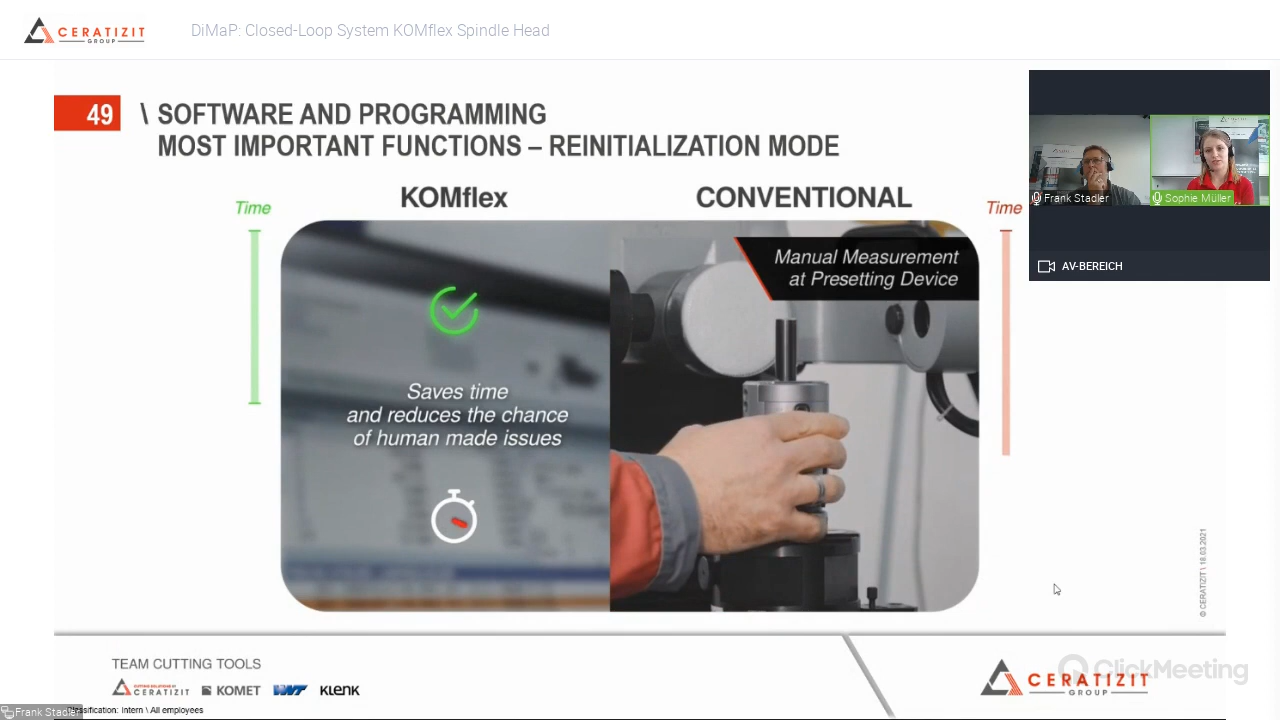 CERATIZIT
GROUP
DiMaP: Closed-Loop System KOMflex Spindle Head
49 \ SOFTWARE AND PROGRAMMING
MOST IMPORTANT FUNCTIONS – REINITIALIZATION MODE
KOMflex
CONVENTIONAL
Time
Time
Manual Measurement
at Presetting Device
Saves time
and reduces the chance
of human made issues
Frank Stadler
Sophie Müller
AV-BEREICH
© CERATIZIT \ 18.03.2021
TEAM CUTTING TOOLS
CUTTING SOLUTIONS BY
CERATIZIT
KOMET
WNT
KLENK
CERATIZIT
GROUP
ClickMeeting
Frank Stadler
Classification: Intern \ All employees